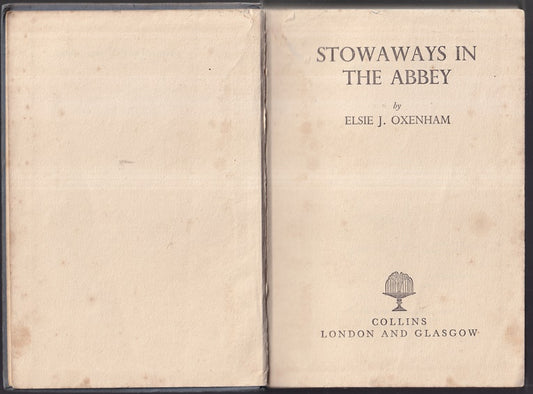 STOWAWAYS IN
THE ABBEY
by
ELSIE J. OXENHAM
COLLINS
LONDON AND GLASGOW